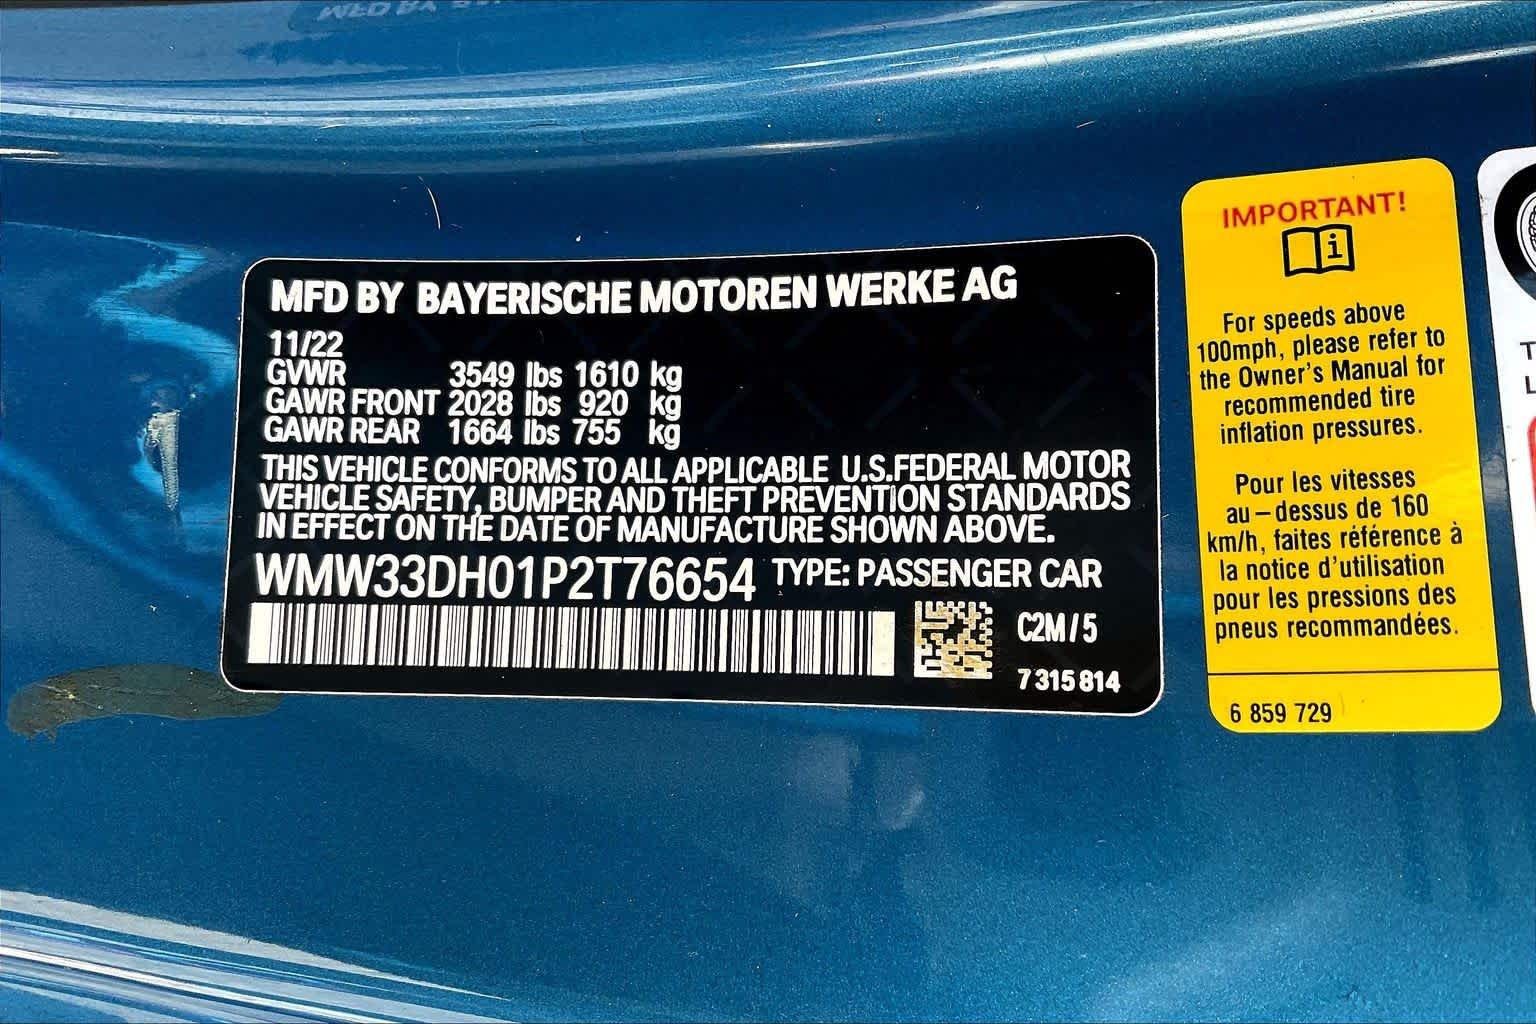 MFD BY BAYERISCHE MOTOREN WERKE AG
11/22
GVWR 3549 lbs 1610 kg
GAWR FRONT 2028 lbs 920 kg
GAWR REAR 1664 lbs 755 kg
THIS VEHICLE CONFORMS TO ALL APPLICABLE U.S.FEDERAL MOTOR
VEHICLE SAFETY, BUMPER AND THEFT PREVENTION STANDARDS
IN EFFECT ON THE DATE OF MANUFACTURE SHOWN ABOVE.
WMW33DH01P2T76654 TYPE: PASSENGER CAR
C2M/5
7 315 814
IMPORTANT!
For speeds above
100mph, please refer to
the Owner's Manual for
recommended tire
inflation pressures.
Pour les vitesses
au–dessus de 160
km/h, faites référence à
la notice d'utilisation
pour les pressions des
pneus recommandées.
6 859 729